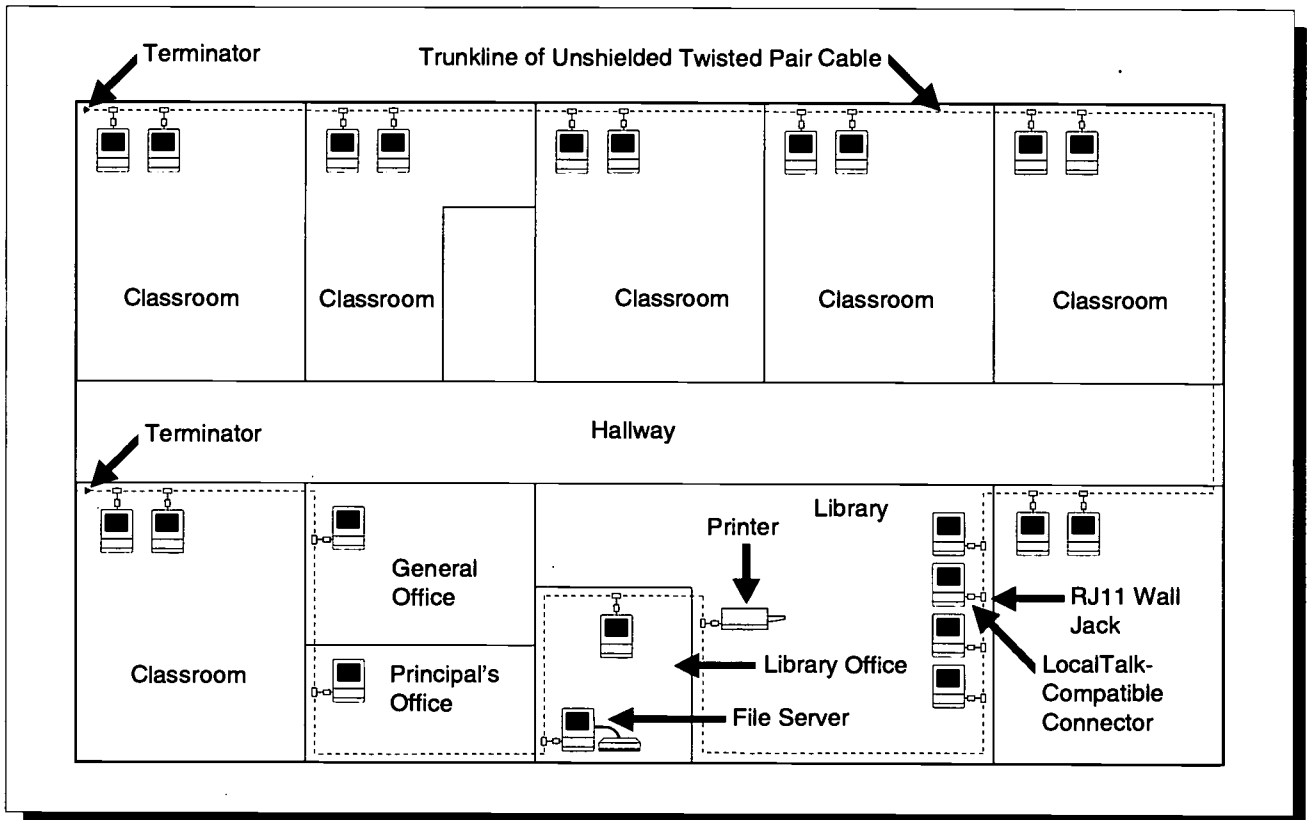 Terminator
Trunkline of Unshielded Twisted Pair Cable
Classroom
Classroom
Classroom
Classroom
Classroom
Terminator
Hallway
Library
Printer
General
Office
RJ11 Wall
Jack
Classroom
Principal's
Office
Library Office
LocalTalk-
Compatible
Connector
File Server